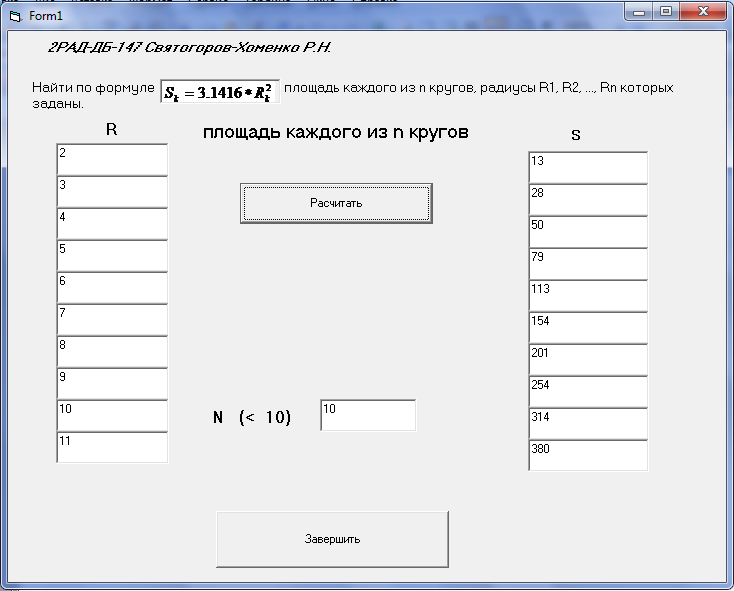 Form1
2РАД-ДБ-147 Святогоров-Хоменко Р.Н.
Найти по формуле S_k = 3.1416 * R_k^2 площадь каждого из n кругов, радиусы R1, R2, ..., Rn которых
заданы.
R площадь каждого из n кругов S
2 13
3 28
Расчитать
4 50
5 79
6 113
7 154
8 201
9 254
10 314
N (< 10) 10
11 380
Завершить